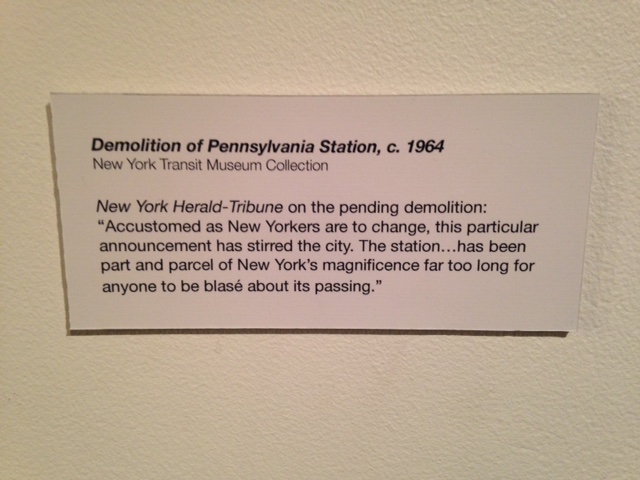 Demolition of Pennsylvania Station, c. 1964
New York Transit Museum Collection
New York Herald-Tribune on the pending demolition:
“Accustomed as New Yorkers are to change, this particular
announcement has stirred the city. The station…has been
part and parcel of New York’s magnificence far too long for
anyone to be blasé about its passing.”